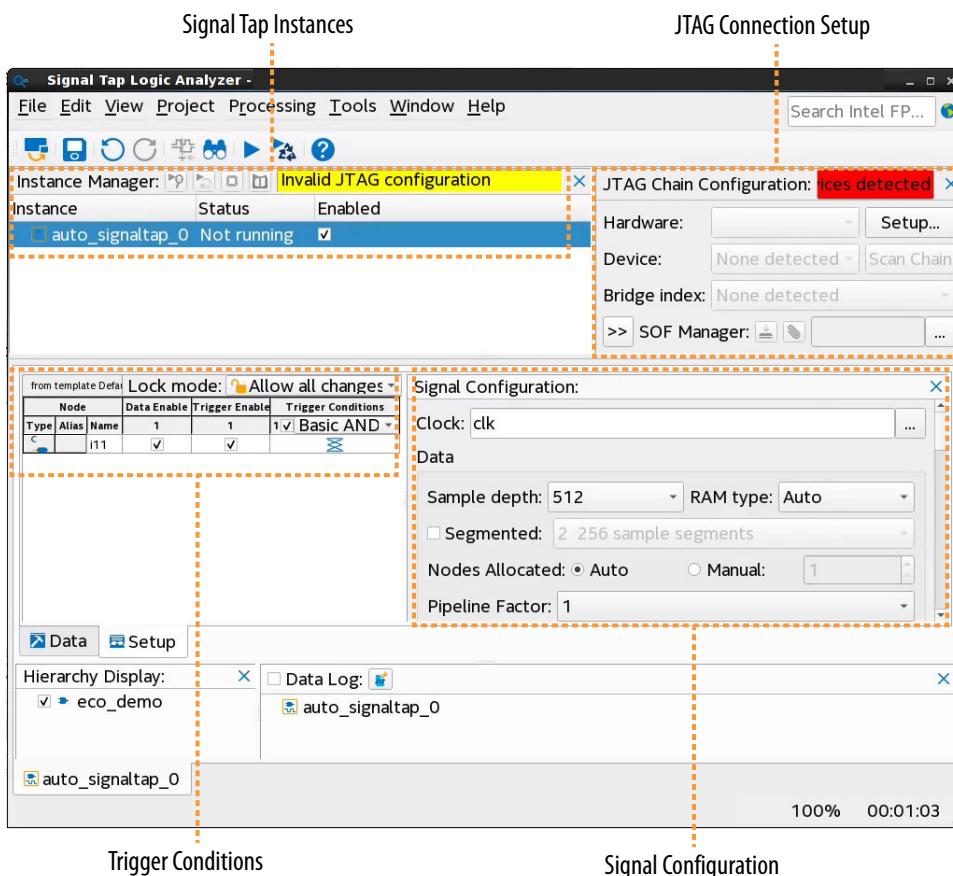 Signal Tap Instances
JTAG Connection Setup
Signal Tap Logic Analyzer -
File Edit View Project Processing Tools Window Help
Search Intel FP...
Instance Manager:
Invalid JTAG configuration
Instance Status Enabled
auto_signaltap_0 Not running
JTAG Chain Configuration: detected
Hardware:
Setup...
Device: None detected Scan Chain
Bridge index: None detected
>> SOF Manager: ...
from template Lock mode: Allow all changes
Node Data Enable Trigger Enable Trigger Conditions
Type Alias Name 1 1 1 Basic AND
i11
Signal Configuration:
Clock: clk ...
Data
Sample depth: 512 RAM type: Auto
Segmented: 2 256 sample segments
Nodes Allocated: Auto Manual: 1
Pipeline Factor: 1
Data Setup
Hierarchy Display:
eco_demo
Data Log:
auto_signaltap_0
auto_signaltap_0
100% 00:01:03
Trigger Conditions
Signal Configuration